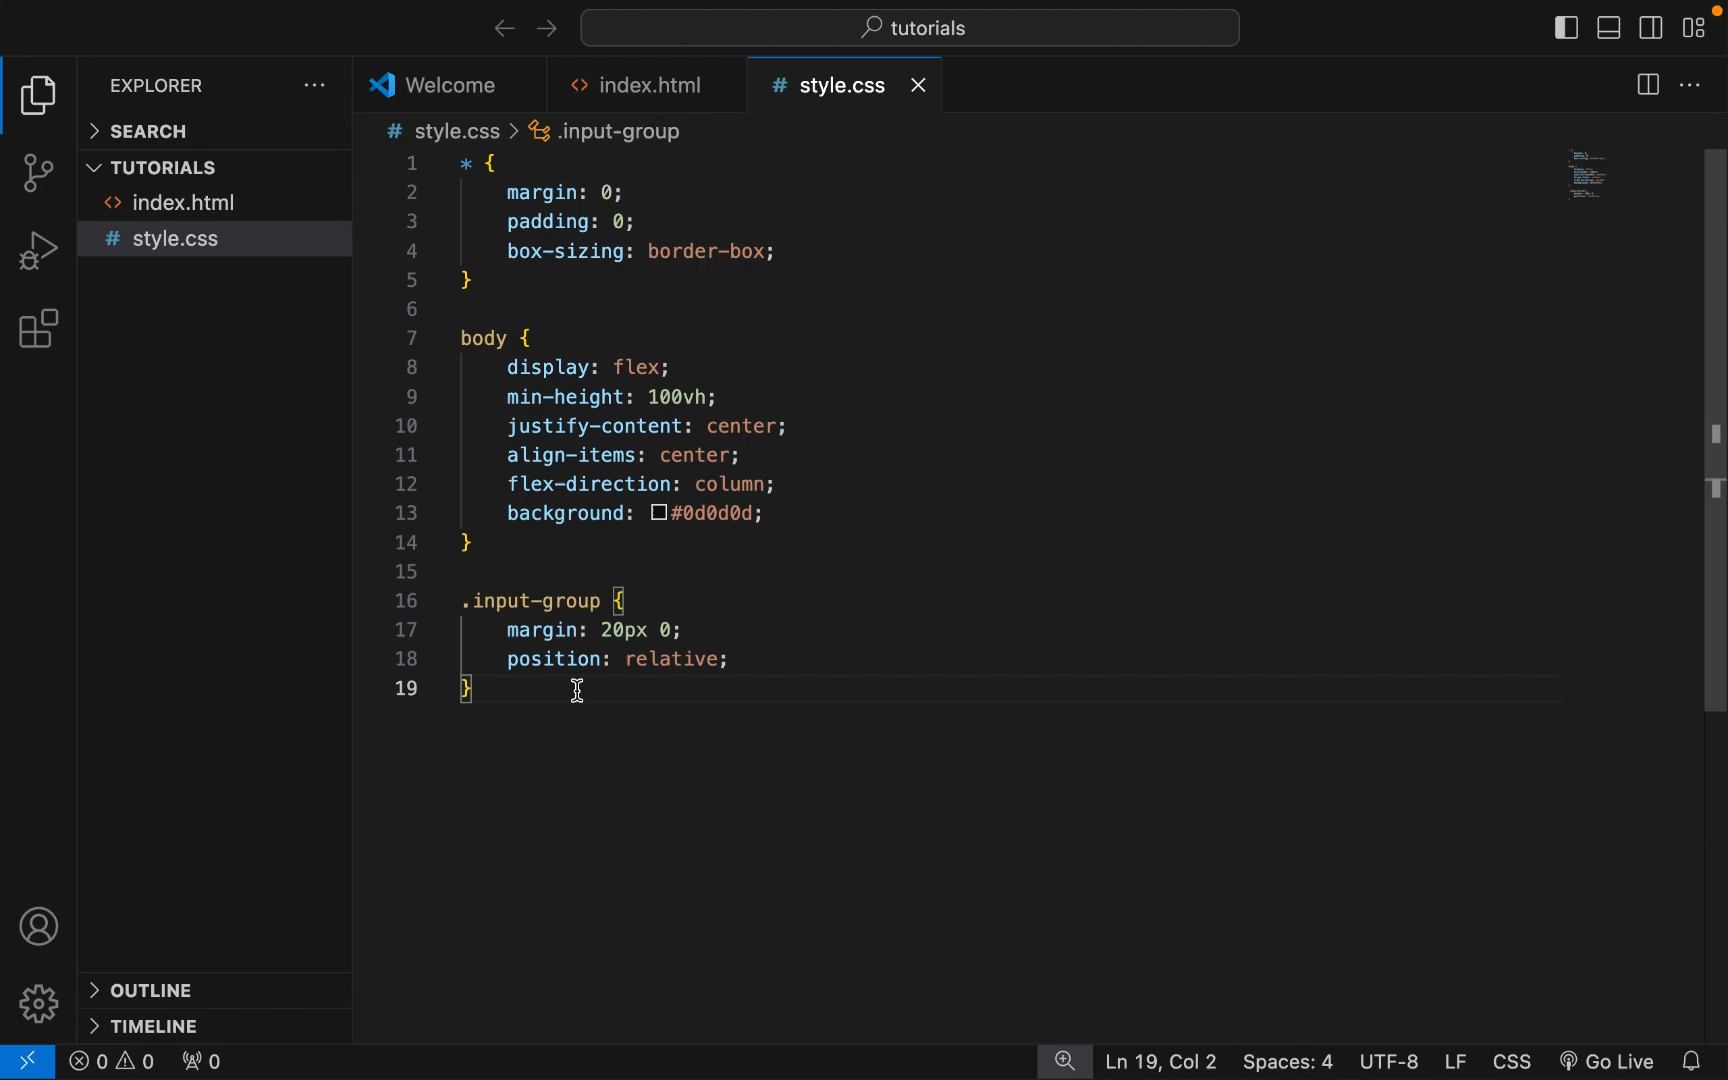 tutorials
EXPLORER ···
SEARCH
TUTORIALS
index.html
# style.css
OUTLINE
TIMELINE
Welcome <> index.html # style.css ×
# style.css > .input-group
1 * {
2 margin: 0;
3 padding: 0;
4 box-sizing: border-box;
5 }
6
7 body {
8 display: flex;
9 min-height: 100vh;
10 justify-content: center;
11 align-items: center;
12 flex-direction: column;
13 background: #0d0d0d;
14 }
15
16 .input-group {
17 margin: 20px 0;
18 position: relative;
19 }
0 0 0 Ln 19, Col 2 Spaces: 4 UTF-8 LF CSS Go Live